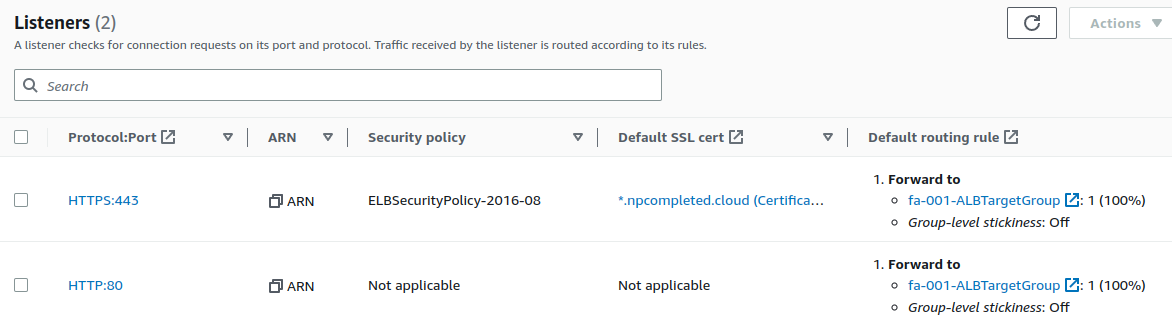 Listeners (2)
Actions
A listener checks for connection requests on its port and protocol. Traffic received by the listener is routed according to its rules.
Search
Protocol:Port ARN Security policy Default SSL cert Default routing rule
1. Forward to
HTTPS:443 ARN ELBSecurityPolicy-2016-08 *.npcompleted.cloud (Certifica... fa-001-ALBTargetGroup : 1 (100%)
Group-level stickiness: Off
1. Forward to
HTTP:80 ARN Not applicable Not applicable fa-001-ALBTargetGroup : 1 (100%)
Group-level stickiness: Off